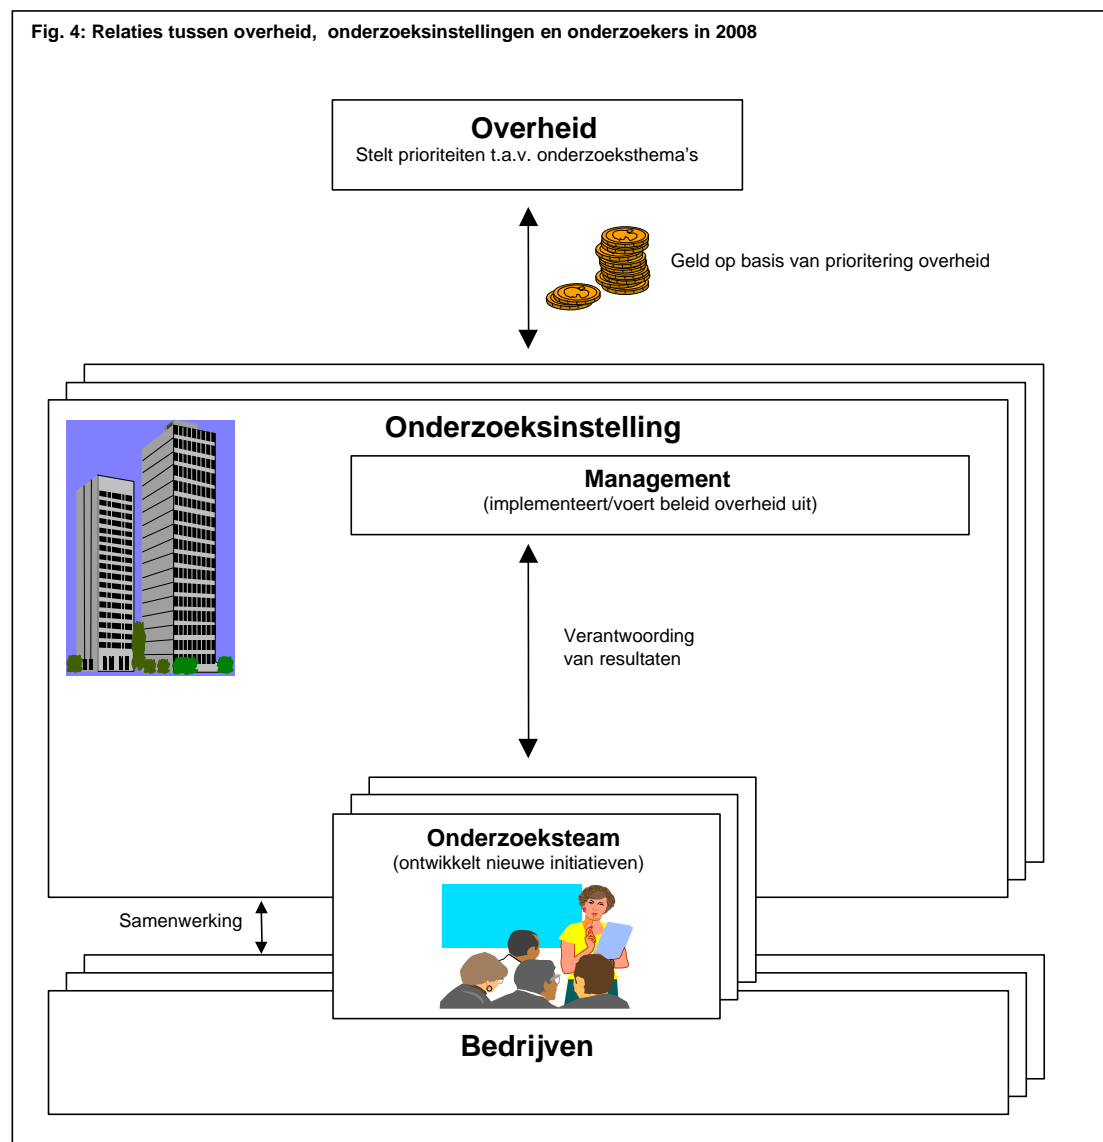 Fig. 4: Relaties tussen overheid, onderzoeksinstellingen en onderzoekers in 2008
Overheid
Stelt prioriteiten t.a.v. onderzoeksthema's
Geld op basis van prioritering overheid
Onderzoeksinstelling
Management
(implementeert/voert beleid overheid uit)
Verantwoording
van resultaten
Onderzoeksteam
(ontwikkelt nieuwe initiatieven)
Samenwerking
Bedrijven